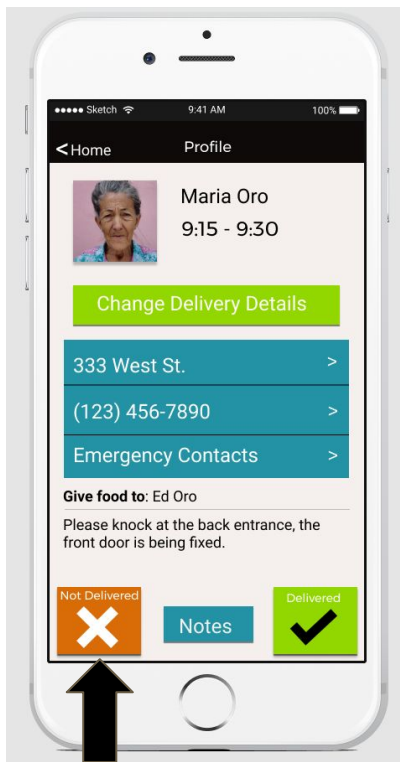 Sketch 9:41 AM 100%
<Home Profile
Maria Oro
9:15 - 9:30
Change Delivery Details
333 West St. >
(123) 456-7890 >
Emergency Contacts >
Give food to: Ed Oro
Please knock at the back entrance, the
front door is being fixed.
Not Delivered
Notes
Delivered